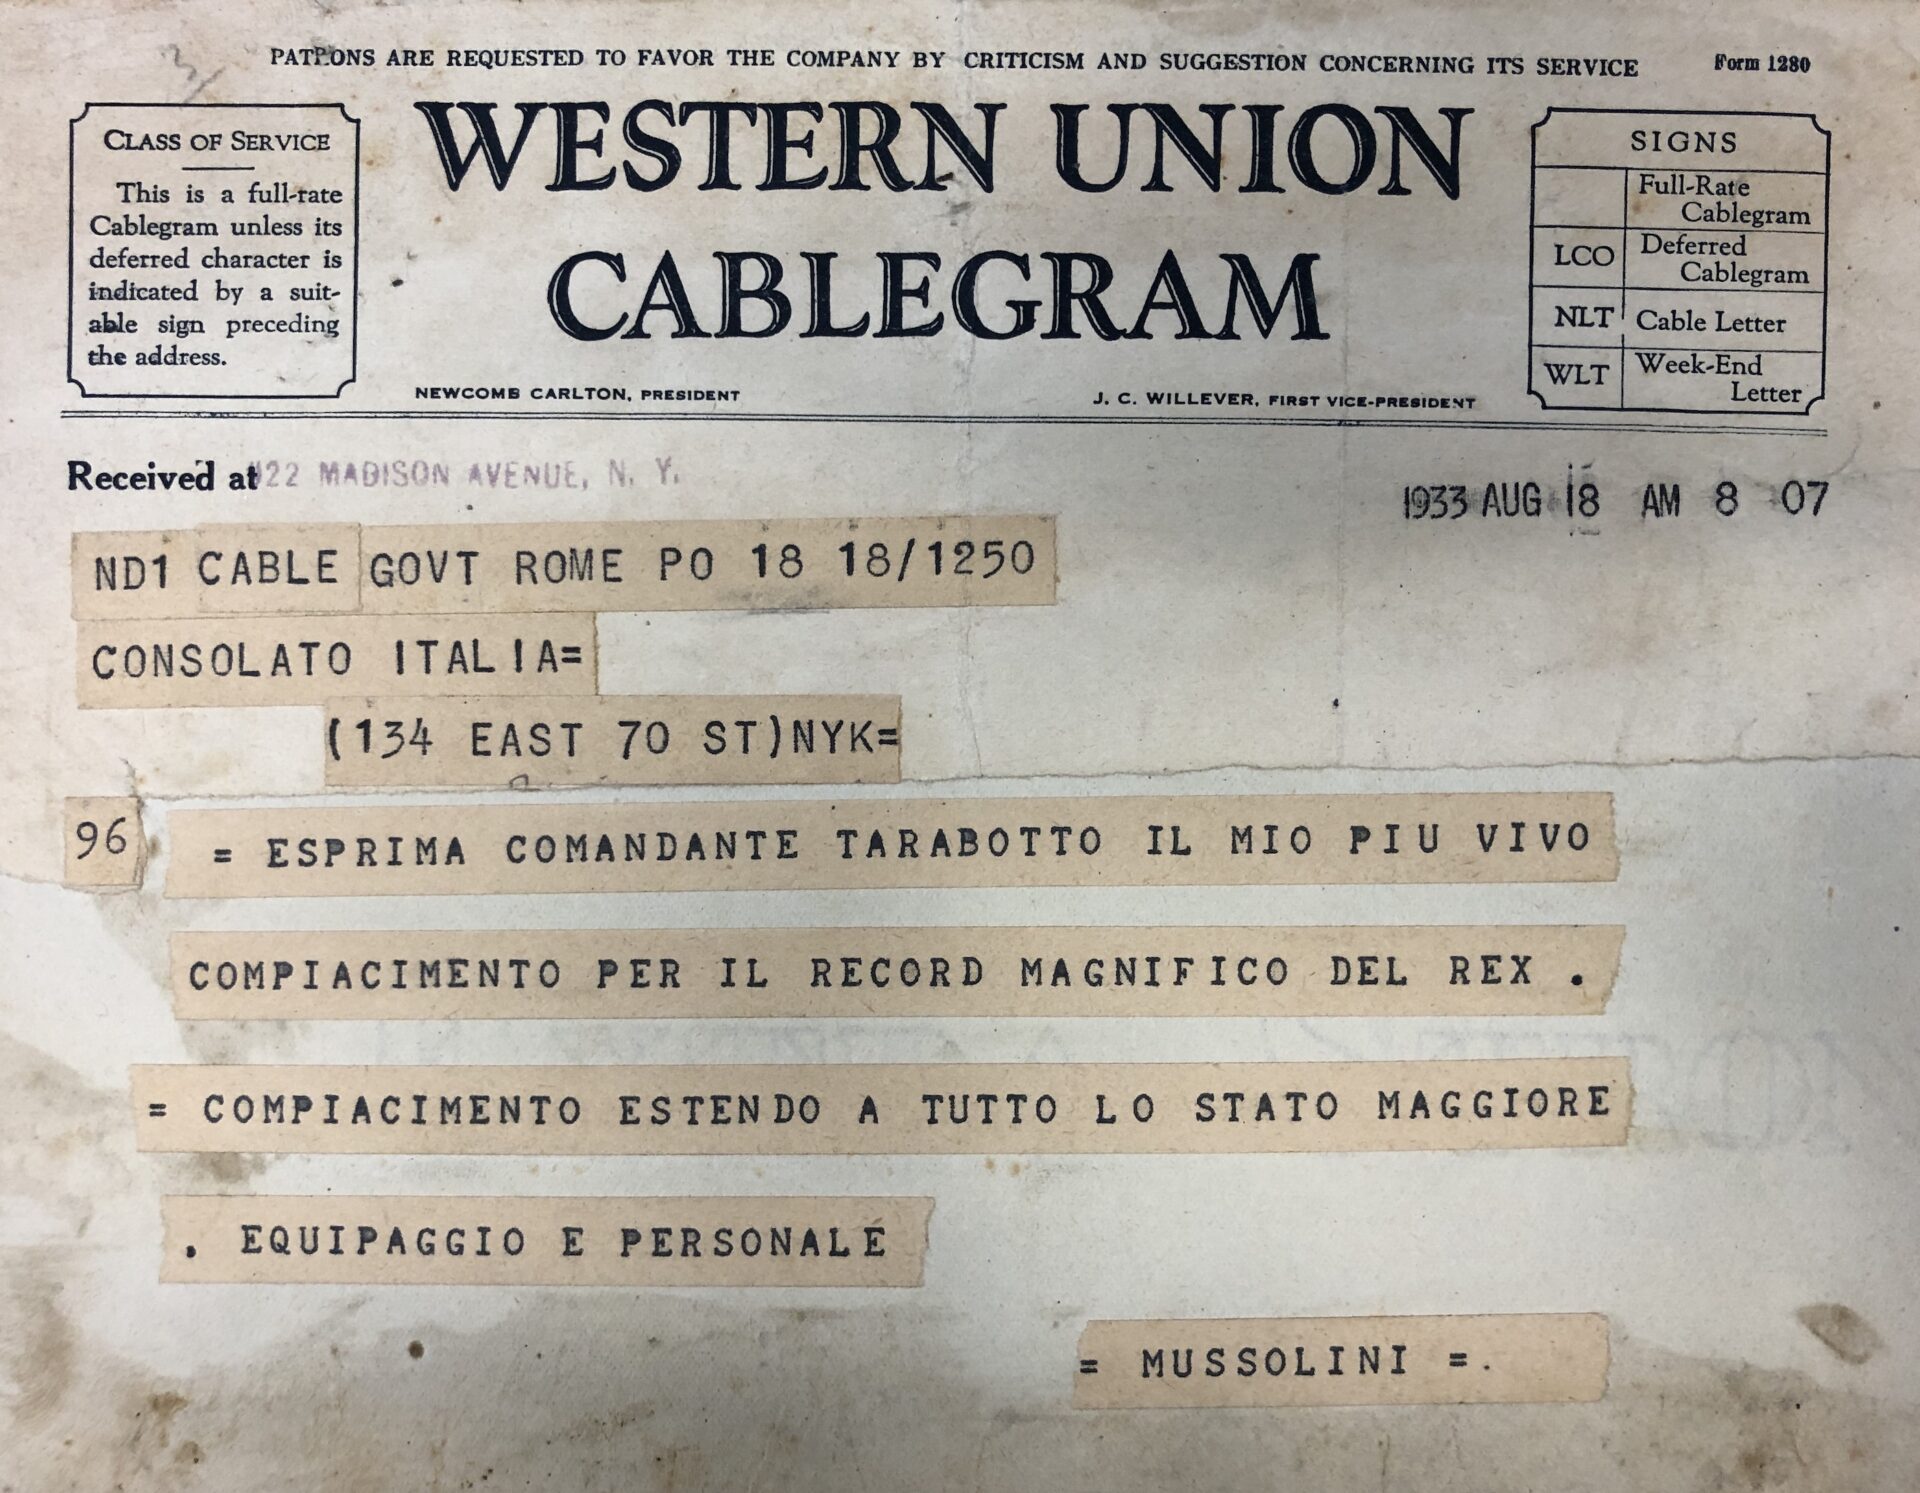 PATRONS ARE REQUESTED TO FAVOR THE COMPANY BY CRITICISM AND SUGGESTION CONCERNING ITS SERVICE
Form 1280
CLASS OF SERVICE
This is a full-rate
Cablegram unless its
deferred character is
indicated by a suit-
able sign preceding
the address.
WESTERN UNION
CABLEGRAM
NEWCOMB CARLTON, PRESIDENT
J. C. WILLEVER, FIRST VICE-PRESIDENT
SIGNS
Full-Rate
Cablegram
LCO Deferred
Cablegram
NLT Cable Letter
WLT Week-End
Letter
Received at MADISON AVENUE, N. Y.
1933 AUG 18 AM 8 07
ND1 CABLE GOVT ROME PO 18 18/1250
CONSOLATO ITALIA=
(134 EAST 70 ST)NYK=
96 = ESPRIMA COMANDANTE TARABOTTO IL MIO PIU VIVO
COMPIACIMENTO PER IL RECORD MAGNIFICO DEL REX .
= COMPIACIMENTO ESTENDO A TUTTO LO STATO MAGGIORE
. EQUIPAGGIO E PERSONALE
= MUSSOLINI =.